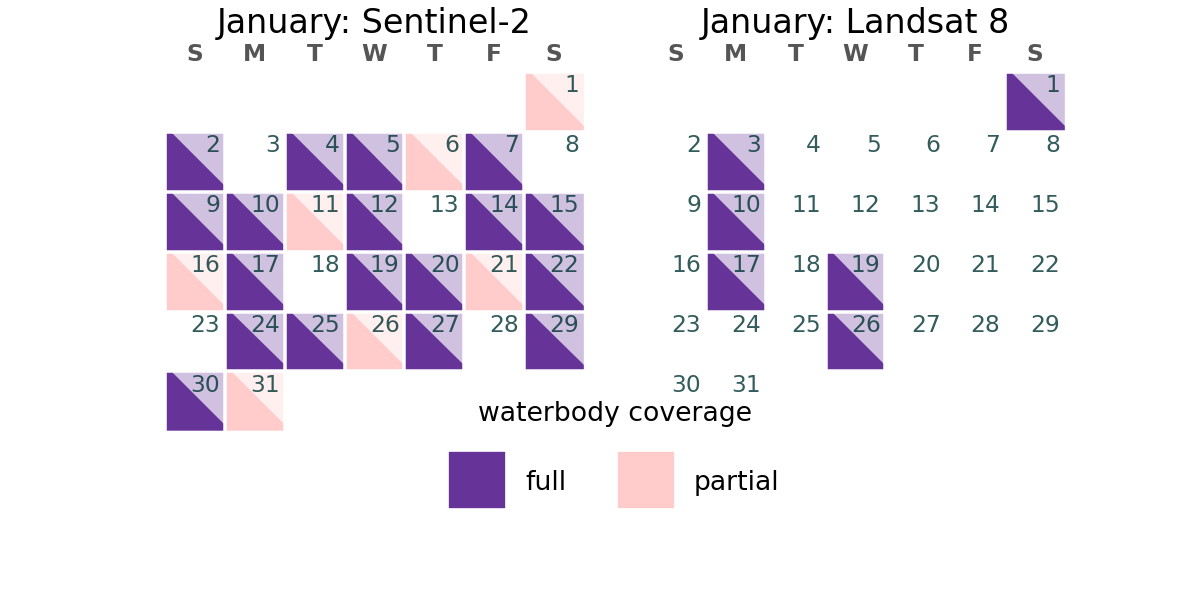 January: Sentinel-2
S M T W T F S
1
2 3 4 5 6 7 8
9 10 11 12 13 14 15
16 17 18 19 20 21 22
23 24 25 26 27 28 29
30 31
January: Landsat 8
S M T W T F S
1
2 3 4 5 6 7 8
9 10 11 12 13 14 15
16 17 18 19 20 21 22
23 24 25 26 27 28 29
30 31
waterbody coverage
full partial